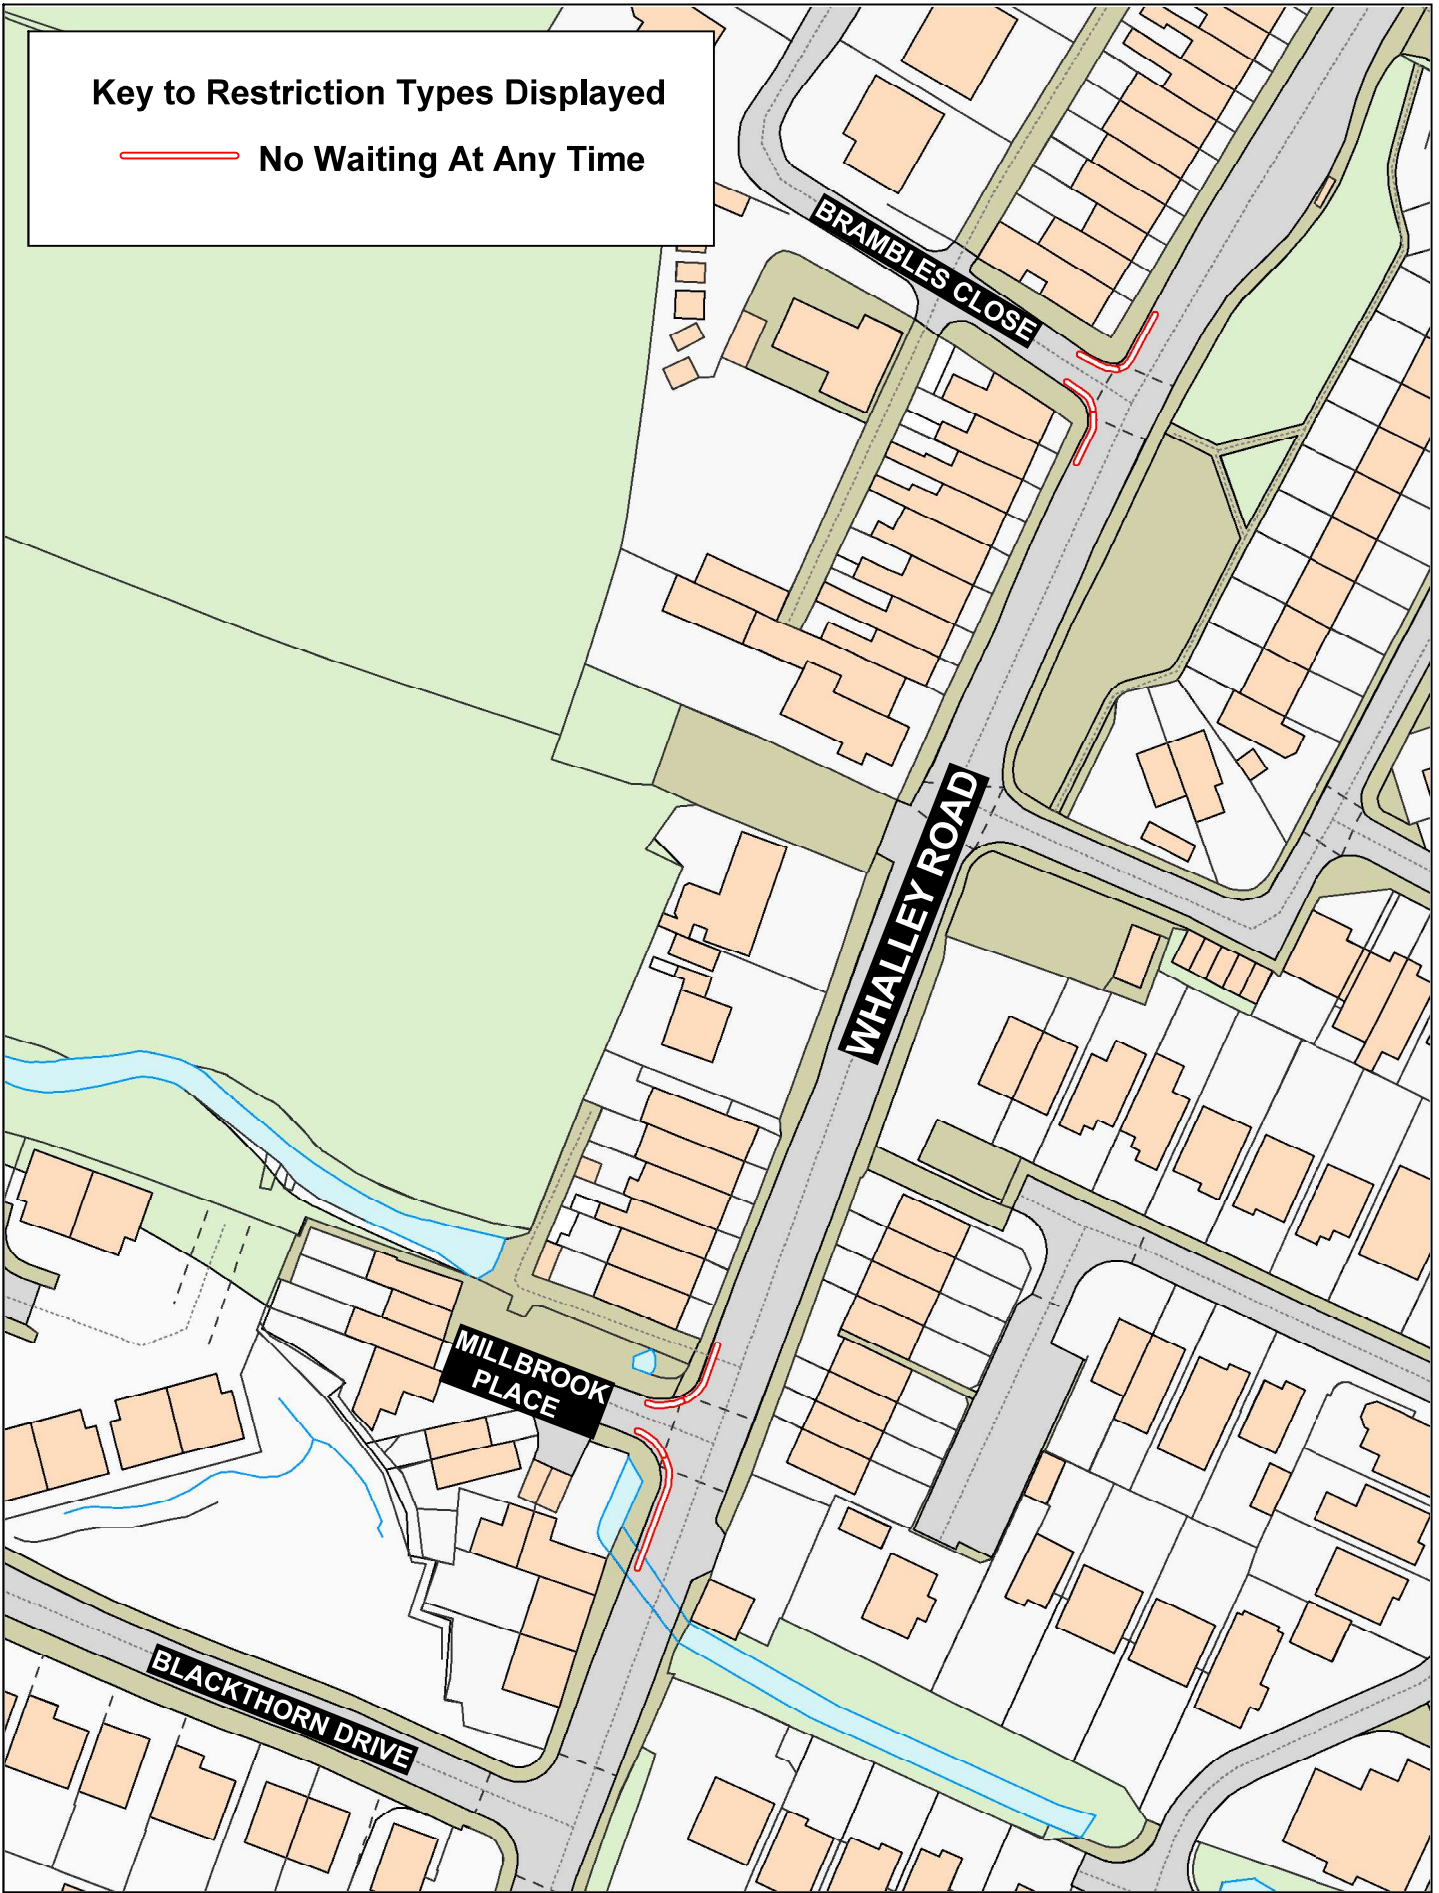 Key to Restriction Types Displayed
No Waiting At Any Time
BRAMBLES CLOSE
WHALLEY ROAD
MILLBROOK
PLACE
BLACKTHORN DRIVE